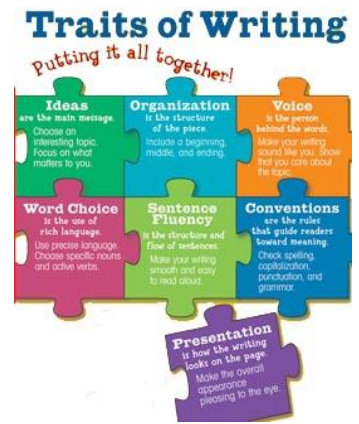 Traits of Writing
Putting it all together!
Ideas
are the main message.
Choose an
interesting topic.
Focus on what
matters to you.
Organization
is the structure
of the piece.
Include a beginning,
middle, and ending.
Voice
is the person
behind the words.
Make your writing
sound like you. Show
that you care about
the topic.
Word Choice
is the use of
rich language.
Use precise language.
Choose specific nouns
and active verbs.
Sentence
Fluency
is the structure and
flow of sentences.
Make your writing
smooth and easy
to read aloud.
Conventions
are the rules
that guide readers
toward meaning.
Check spelling,
capitalization,
punctuation, and
grammar.
Presentation
is how the writing
looks on the page.
Make the overall
appearance
pleasing to the eye.